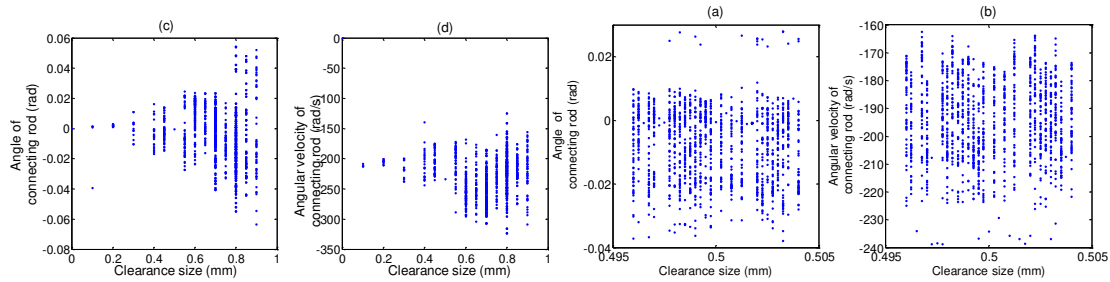 (c)
0.06
0.04
0.02
0
-0.02
-0.04
-0.06
-0.08
Angle of
connecting rod (rad)
0 0.2 0.4 0.6 0.8 1
Clearance size (mm)
(d)
0
-50
-100
-150
-200
-250
-300
-350
Angular velocity of
connecting rod (rad/s)
0 0.2 0.4 0.6 0.8 1
Clearance size (mm)
(a)
0.02
0
-0.02
-0.04
Angle of
connecting rod (rad)
0.495 0.5 0.505
Clearance size (mm)
(b)
-160
-170
-180
-190
-200
-210
-220
-230
-240
Angular velocity of
connecting rod (rad/s)
0.495 0.5 0.505
Clearance size (mm)